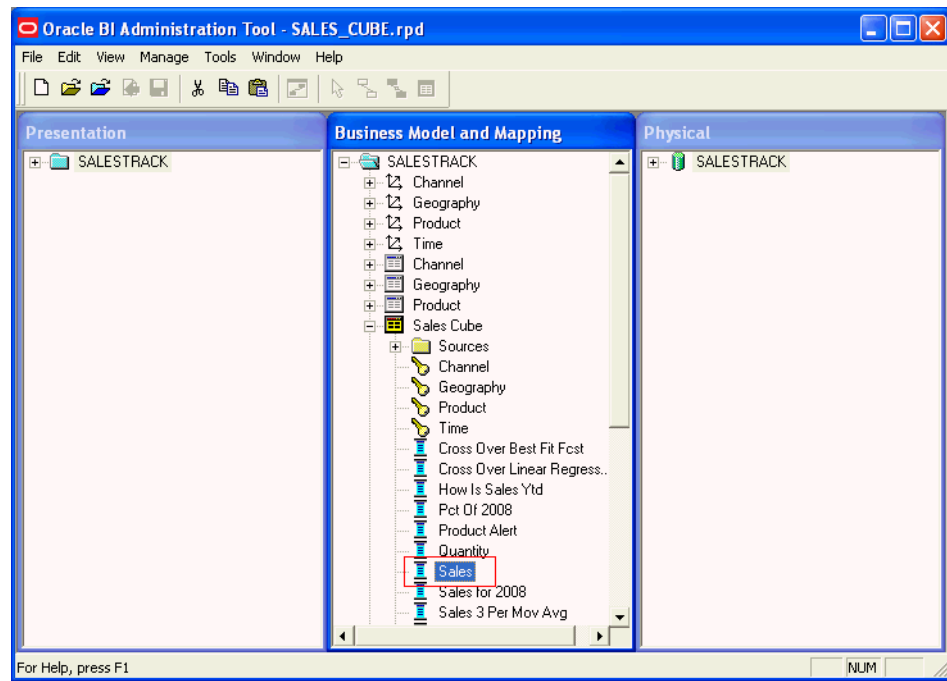 Oracle BI Administration Tool - SALES_CUBE.rpd
File Edit View Manage Tools Window Help
Presentation
SALESTRACK
Business Model and Mapping
SALESTRACK
Channel
Geography
Product
Time
Channel
Geography
Product
Sales Cube
Sources
Channel
Geography
Product
Time
Cross Over Best Fit Fcst
Cross Over Linear Regress..
How Is Sales Ytd
Pct Of 2008
Product Alert
Quantity
Sales
Sales for 2008
Sales 3 Per Mov Avg
Physical
SALESTRACK
For Help, press F1
NUM